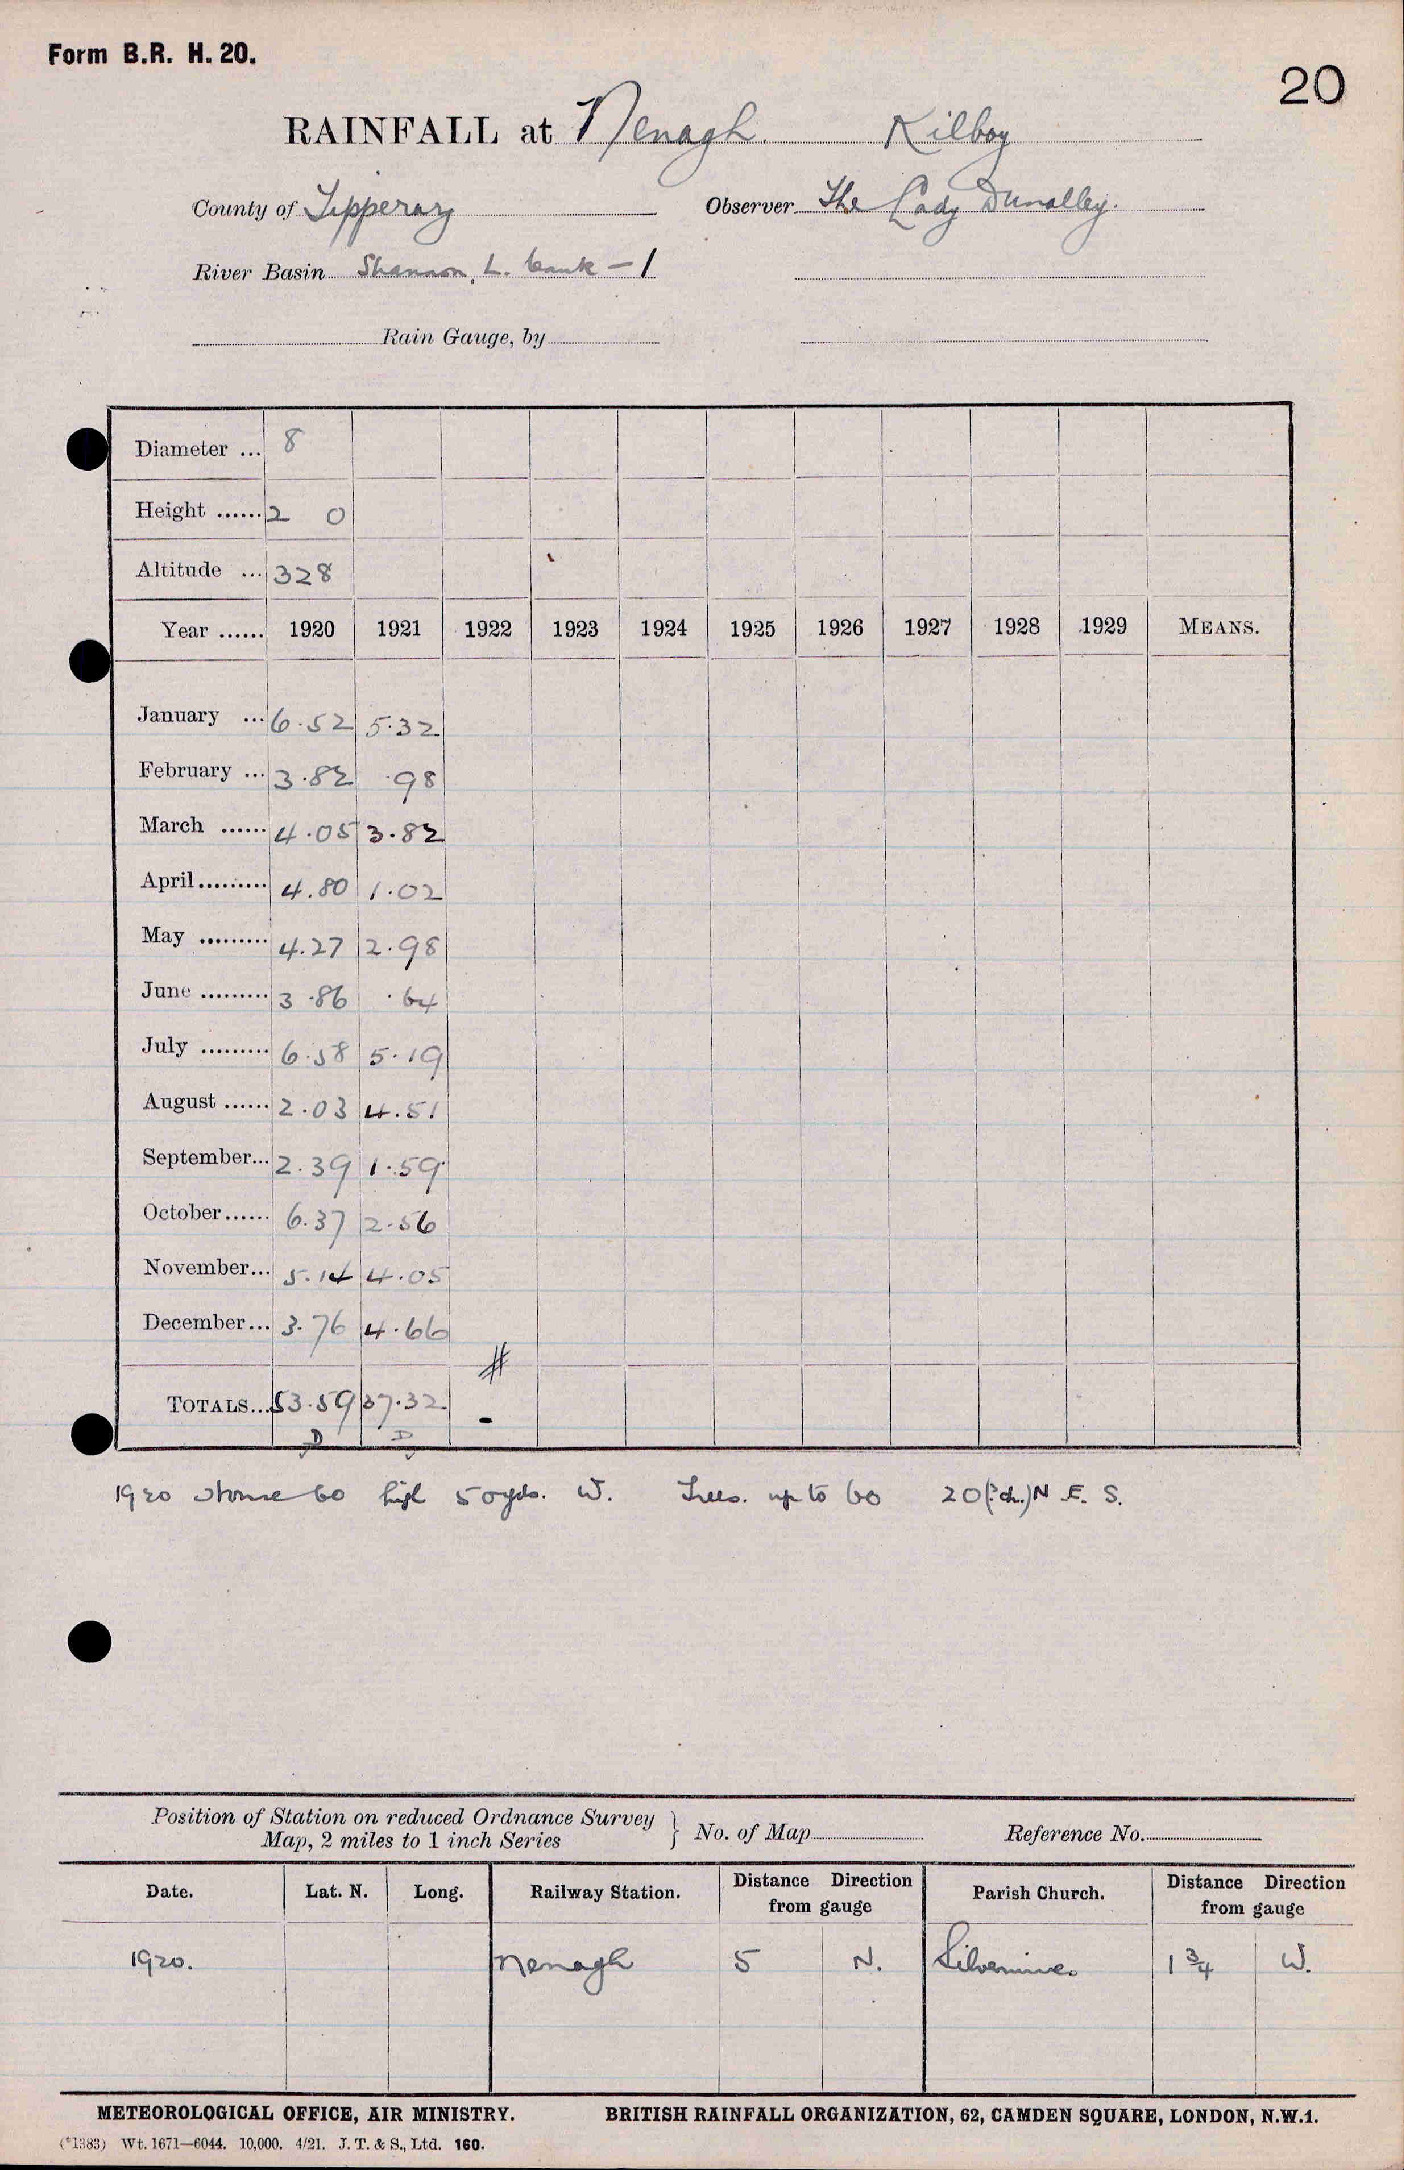 Form B.R. H. 20.
20
RAINFALL at Nenagh Kilboy
County of Tipperary Observer The Lady Dunalley.
River Basin Shannon, L. bank - 1
Rain Gauge, by
Diameter ... 8
Height ...... 2 0
Altitude ... 328
Year ...... 1920 1921 1922 1923 1924 1925 1926 1927 1928 1929 MEANS.
January ... 6.52 5.32
February ... 3.82 .98
March ...... 4.05 3.82
April ......... 4.80 1.02
May ......... 4.27 2.98
June ......... 3.86 .64
July ......... 6.58 5.19
August ...... 2.03 4.51
September... 2.39 1.59
October...... 6.37 2.56
November... 5.14 4.05
December... 3.76 4.66
#
TOTALS... 53.59 37.32 -
D D
1920 House 60 high 50 yds. W. Trees. up to 60 20 (?ch.) N. E. S.
Position of Station on reduced Ordnance Survey
Map, 2 miles to 1 inch Series } No. of Map Reference No.
Date. Lat. N. Long. Railway Station. Distance Direction from gauge Parish Church. Distance Direction from gauge
1920. Nenagh 5 N. Silvermines 1 3/4 W.
METEOROLOGICAL OFFICE, AIR MINISTRY. BRITISH RAINFALL ORGANIZATION, 62, CAMDEN SQUARE, LONDON, N.W.1.
(*1383) Wt. 1671—6044. 10,000. 4/21. J. T. & S., Ltd. 160.